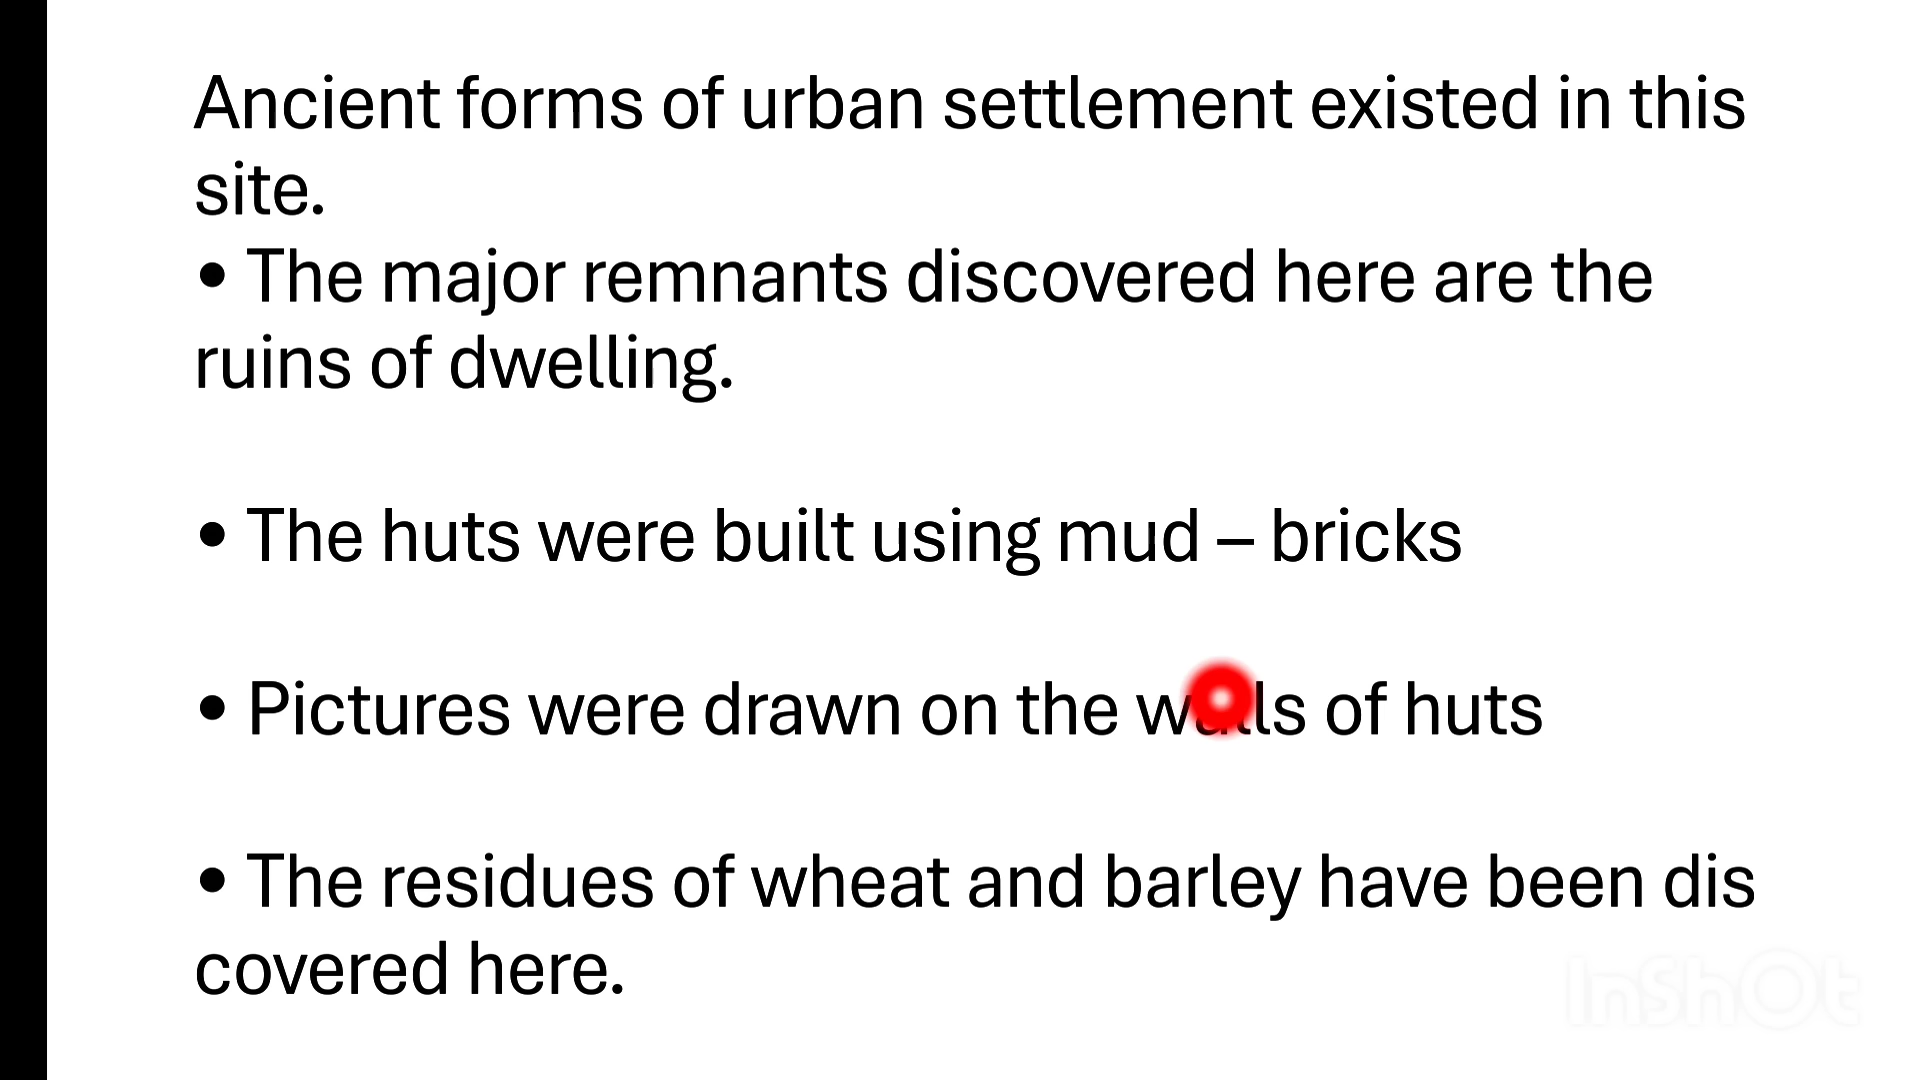 Ancient forms of urban settlement existed in this
site.
• The major remnants discovered here are the
ruins of dwelling.
• The huts were built using mud – bricks
• Pictures were drawn on the walls of huts
• The residues of wheat and barley have been dis
covered here.
InShOt